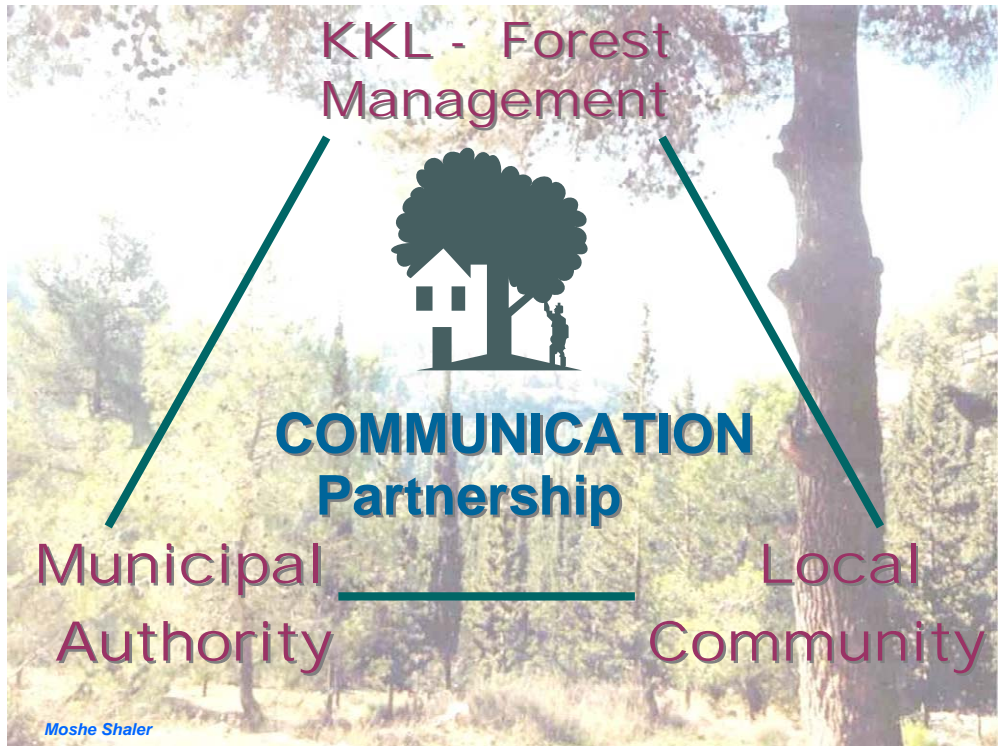 KKL - Forest
Management
COMMUNICATION
Partnership
Municipal
Authority
Local
Community
Moshe Shaler